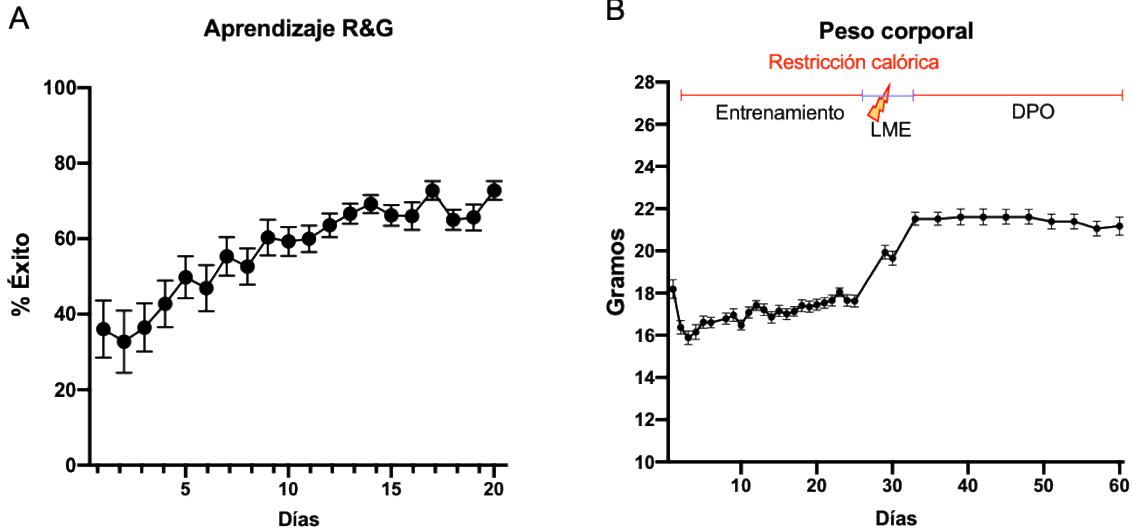 A
Aprendizaje R&G
% Éxito
100
80
60
40
20
0
5
10
15
20
Días
B
Peso corporal
Restricción calórica
Entrenamiento
LME
DPO
Gramos
28
26
24
22
20
18
16
14
12
10
10
20
30
40
50
60
Días